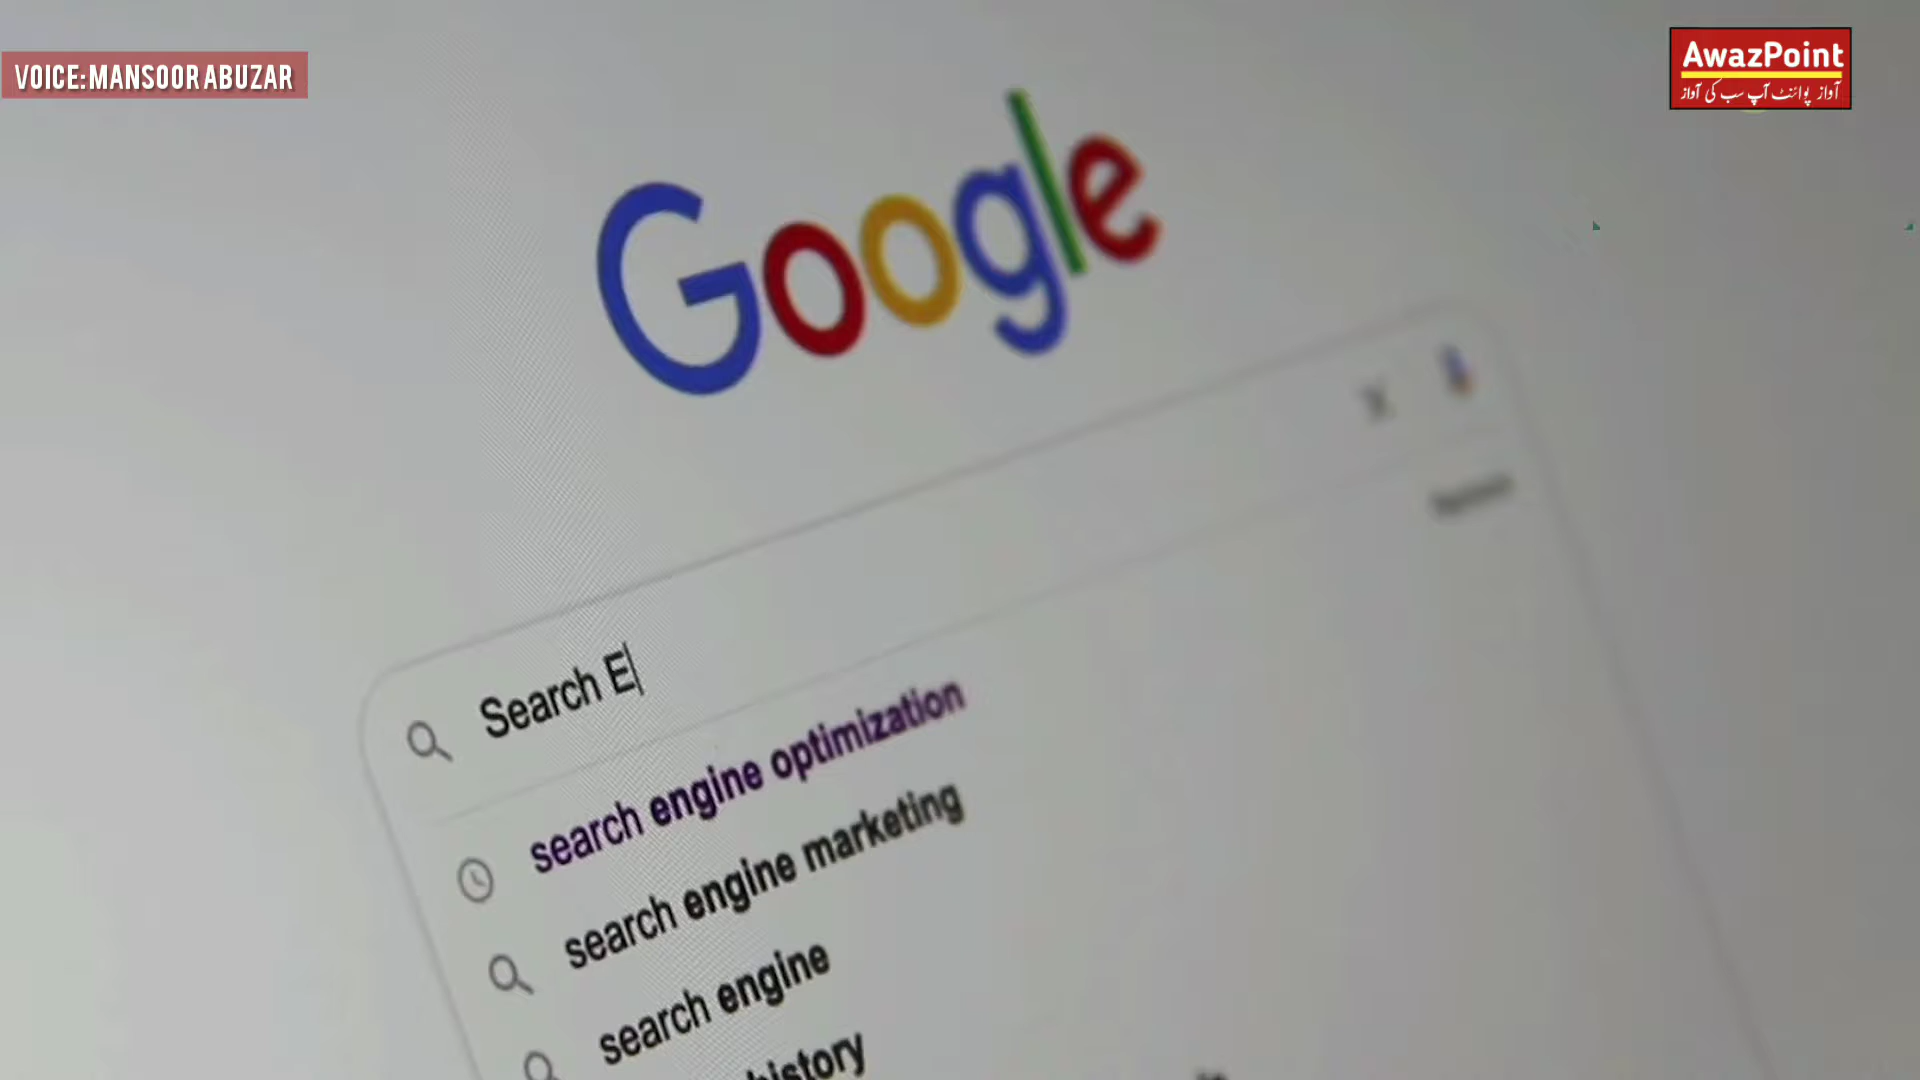 VOICE: MANSOOR ABUZAR
AwazPoint
آواز پوائنٹ آپ سب کی آواز
Google
Search E
search engine optimization
search engine marketing
search engine
history